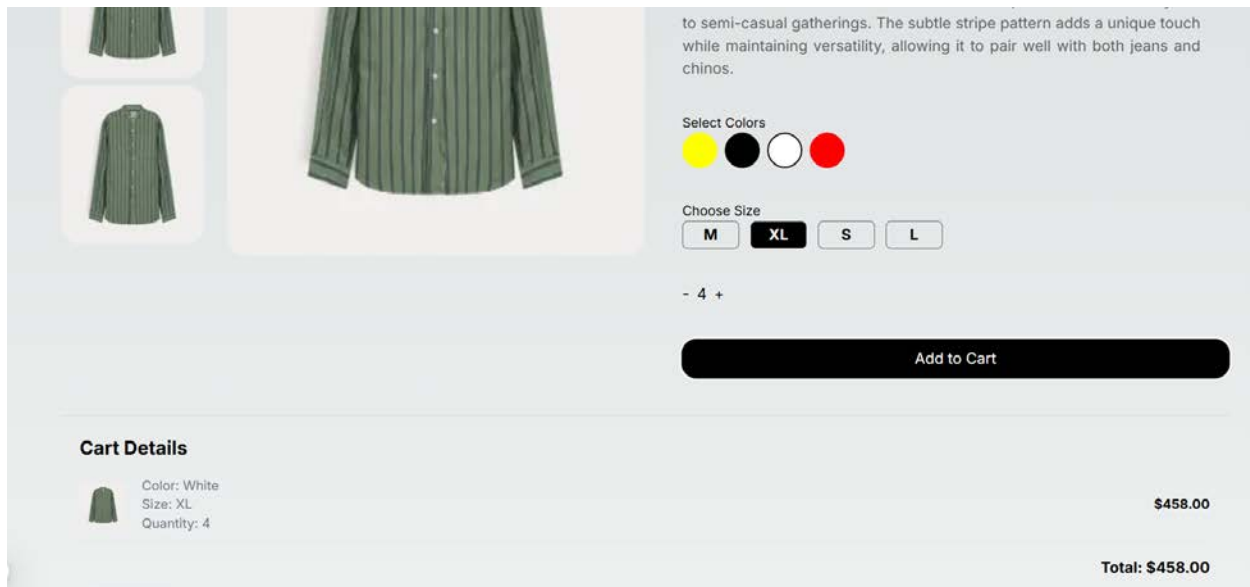 to semi-casual gatherings. The subtle stripe pattern adds a unique touch
while maintaining versatility, allowing it to pair well with both jeans and
chinos.
Select Colors
Choose Size
M XL S L
- 4 +
Add to Cart
Cart Details
Color: White
Size: XL
$458.00
Quantity: 4
Total: $458.00